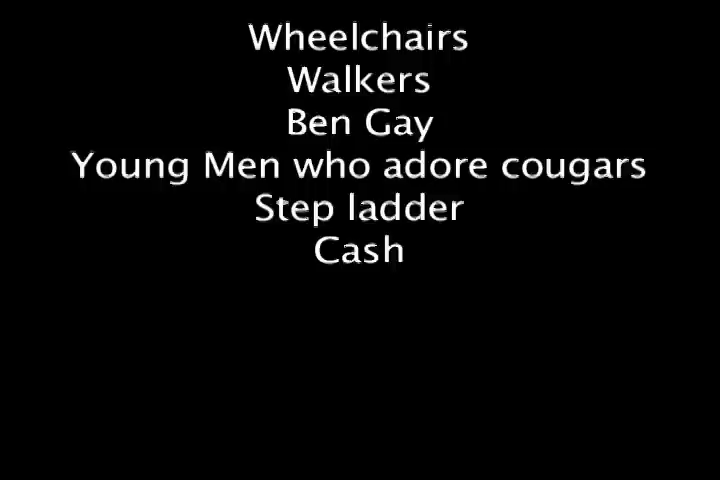 Wheelchairs
Walkers
Ben Gay
Young Men who adore cougars
Step ladder
Cash